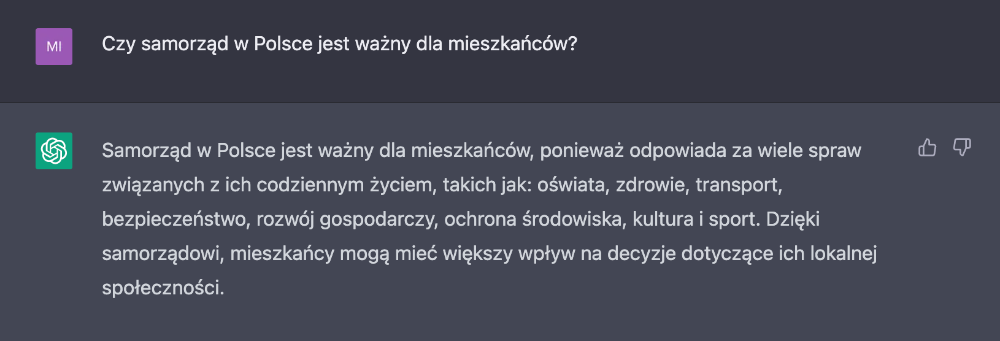 MI
Czy samorząd w Polsce jest ważny dla mieszkańców?
Samorząd w Polsce jest ważny dla mieszkańców, ponieważ odpowiada za wiele spraw
związanych z ich codziennym życiem, takich jak: oświata, zdrowie, transport,
bezpieczeństwo, rozwój gospodarczy, ochrona środowiska, kultura i sport. Dzięki
samorządowi, mieszkańcy mogą mieć większy wpływ na decyzje dotyczące ich lokalnej
społeczności.